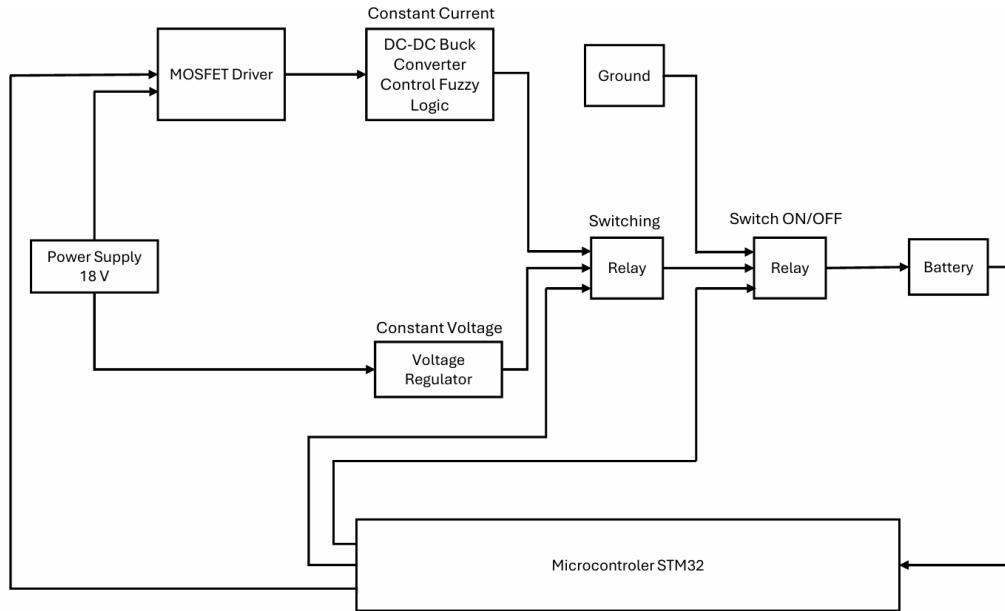 Constant Current
MOSFET Driver
DC-DC Buck
Converter
Control Fuzzy
Logic
Ground
Power Supply
18 V
Switching
Relay
Switch ON/OFF
Relay
Battery
Constant Voltage
Voltage
Regulator
Microcontroler STM32